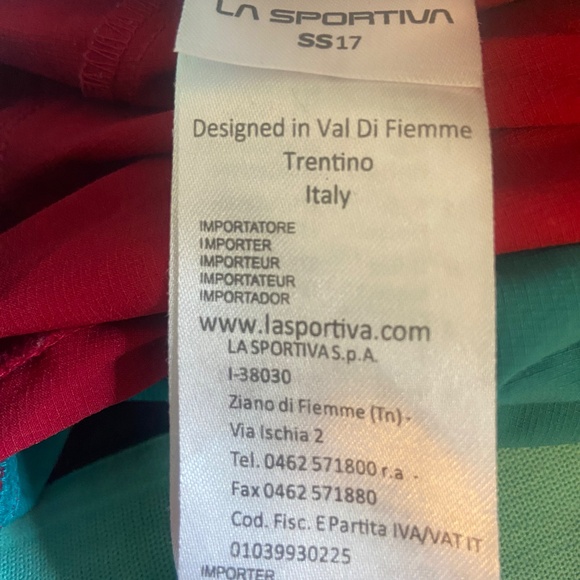 LA SPORTIVA
SS17
Designed in Val Di Fiemme
Trentino
Italy
IMPORTATORE
IMPORTER
IMPORTEUR
IMPORTATEUR
IMPORTADOR
www.lasportiva.com
LA SPORTIVA S.p.A.
I-38030
Ziano di Fiemme (Tn) -
Via Ischia 2
Tel. 0462 571800 r.a -
Fax 0462 571880
Cod. Fisc. E Partita IVA/VAT IT
01039930225
IMPORTER